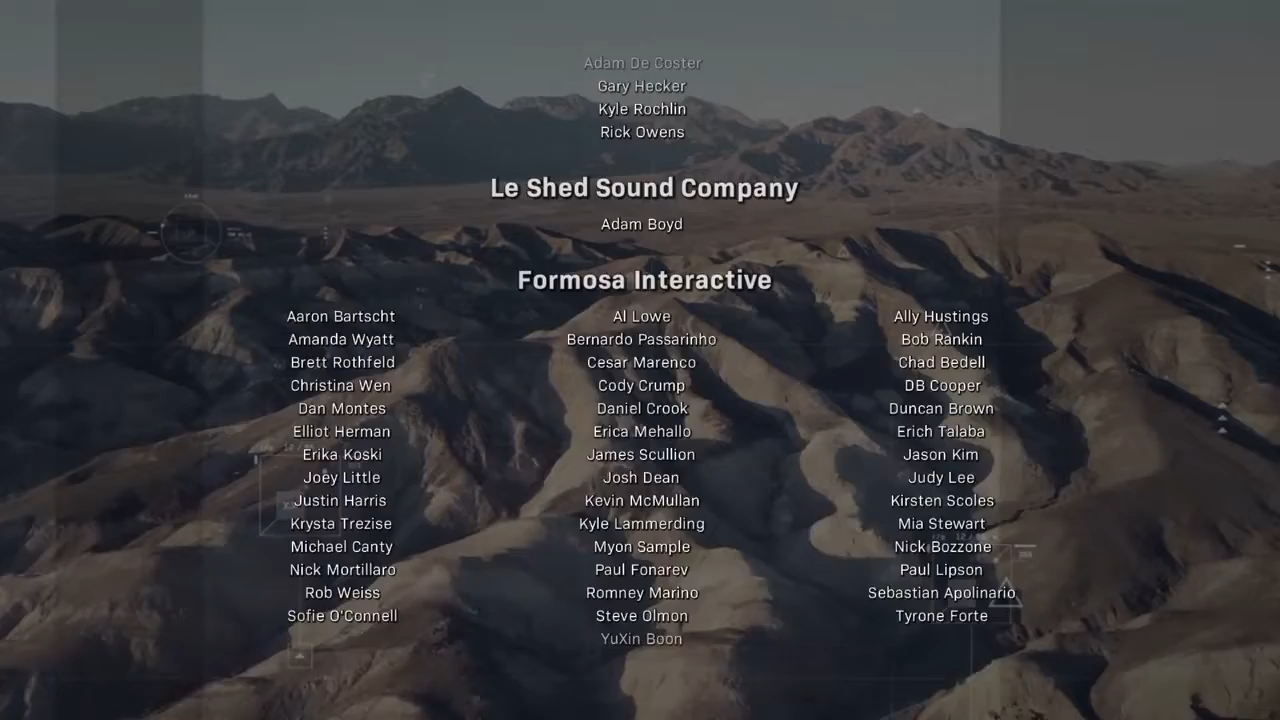 Adam De Coster
Gary Hecker
Kyle Rochlin
Rick Owens
Le Shed Sound Company
Adam Boyd
Formosa Interactive
Aaron Bartscht Al Lowe Ally Hustings
Amanda Wyatt Bernardo Passarinho Bob Rankin
Brett Rothfeld Cesar Marenco Chad Bedell
Christina Wen Cody Crump DB Cooper
Dan Montes Daniel Crook Duncan Brown
Elliot Herman Erica Mehallo Erich Talaba
Erika Koski James Scullion Jason Kim
Joey Little Josh Dean Judy Lee
Justin Harris Kevin McMullan Kirsten Scoles
Krysta Trezise Kyle Lammerding Mia Stewart
Michael Canty Myon Sample Nick Bozzone
Nick Mortillaro Paul Fonarev Paul Lipson
Rob Weiss Romney Marino Sebastian Apolinario
Sofie O'Connell Steve Olmon Tyrone Forte
YuXin Boon